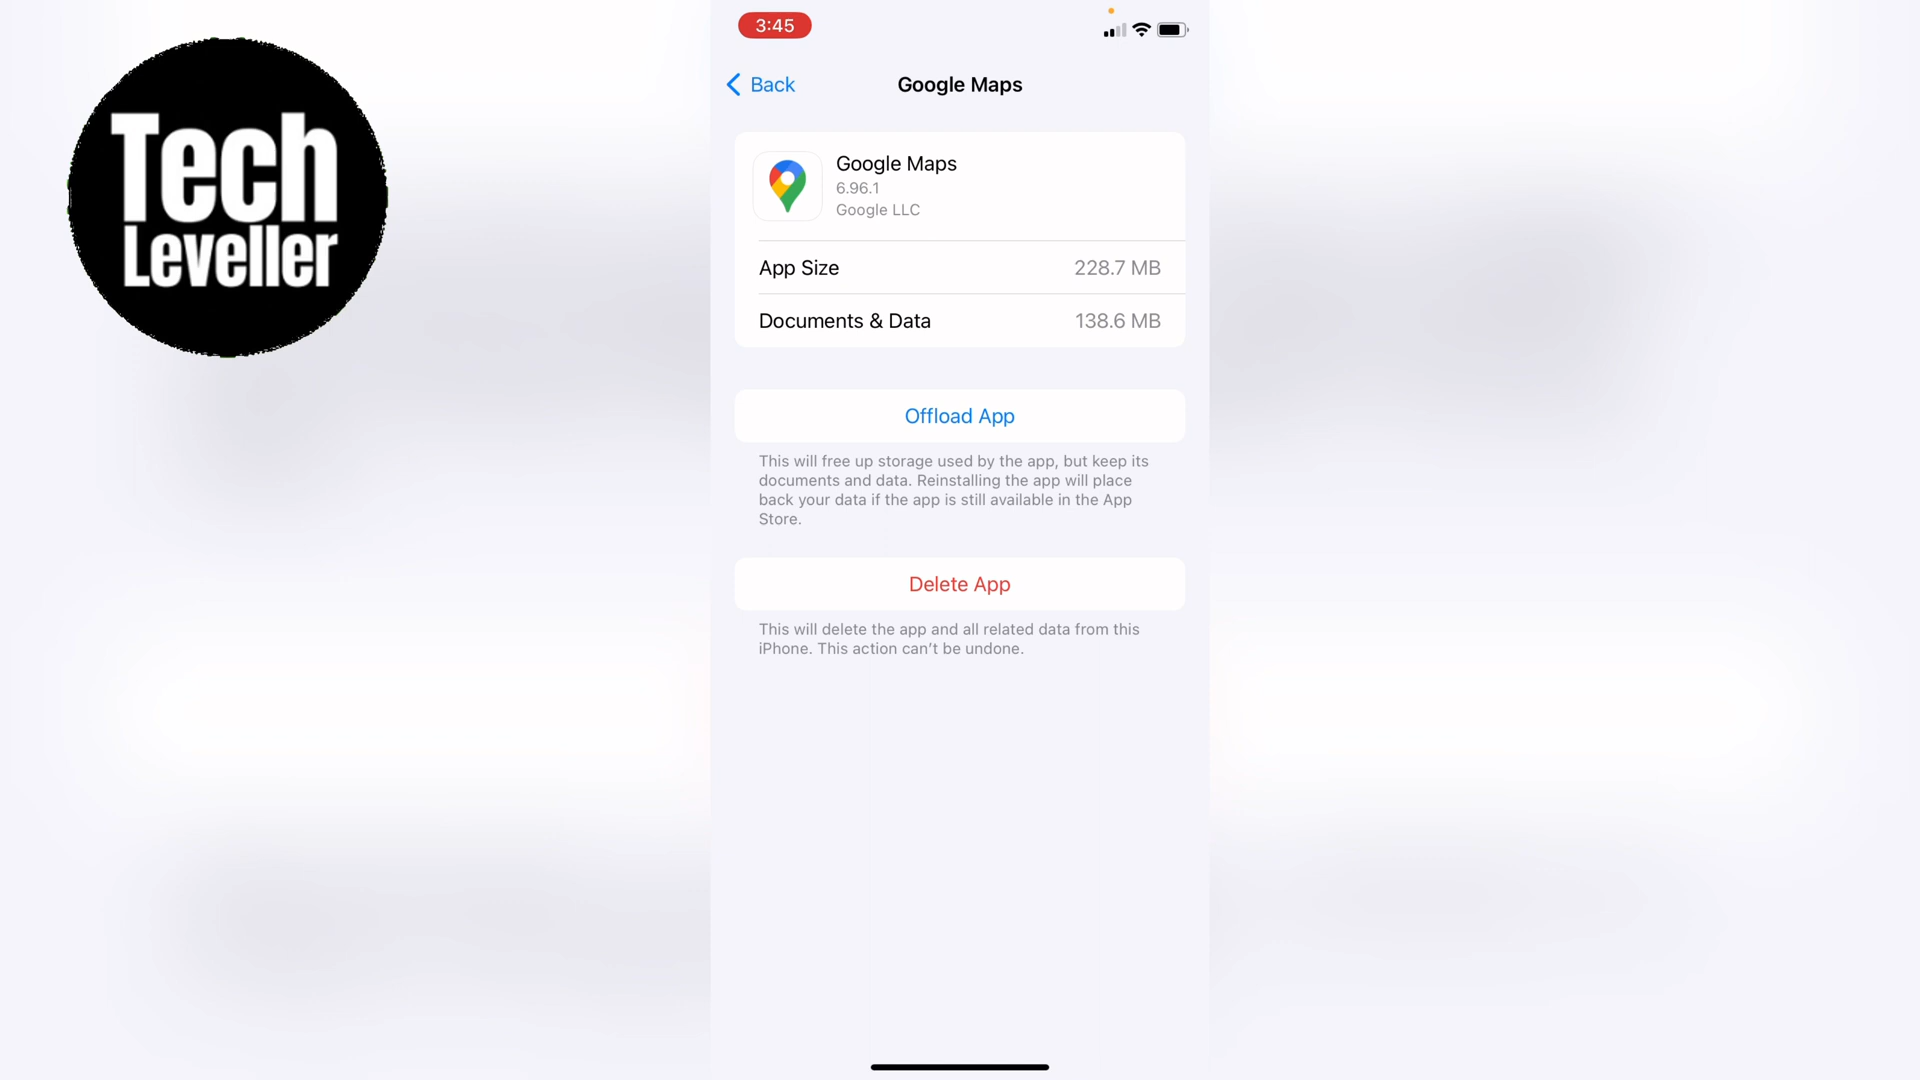 Tech
Leveller
3:45
Back
Google Maps
Google Maps
6.96.1
Google LLC
App Size 228.7 MB
Documents & Data 138.6 MB
Offload App
This will free up storage used by the app, but keep its
documents and data. Reinstalling the app will place
back your data if the app is still available in the App
Store.
Delete App
This will delete the app and all related data from this
iPhone. This action can’t be undone.